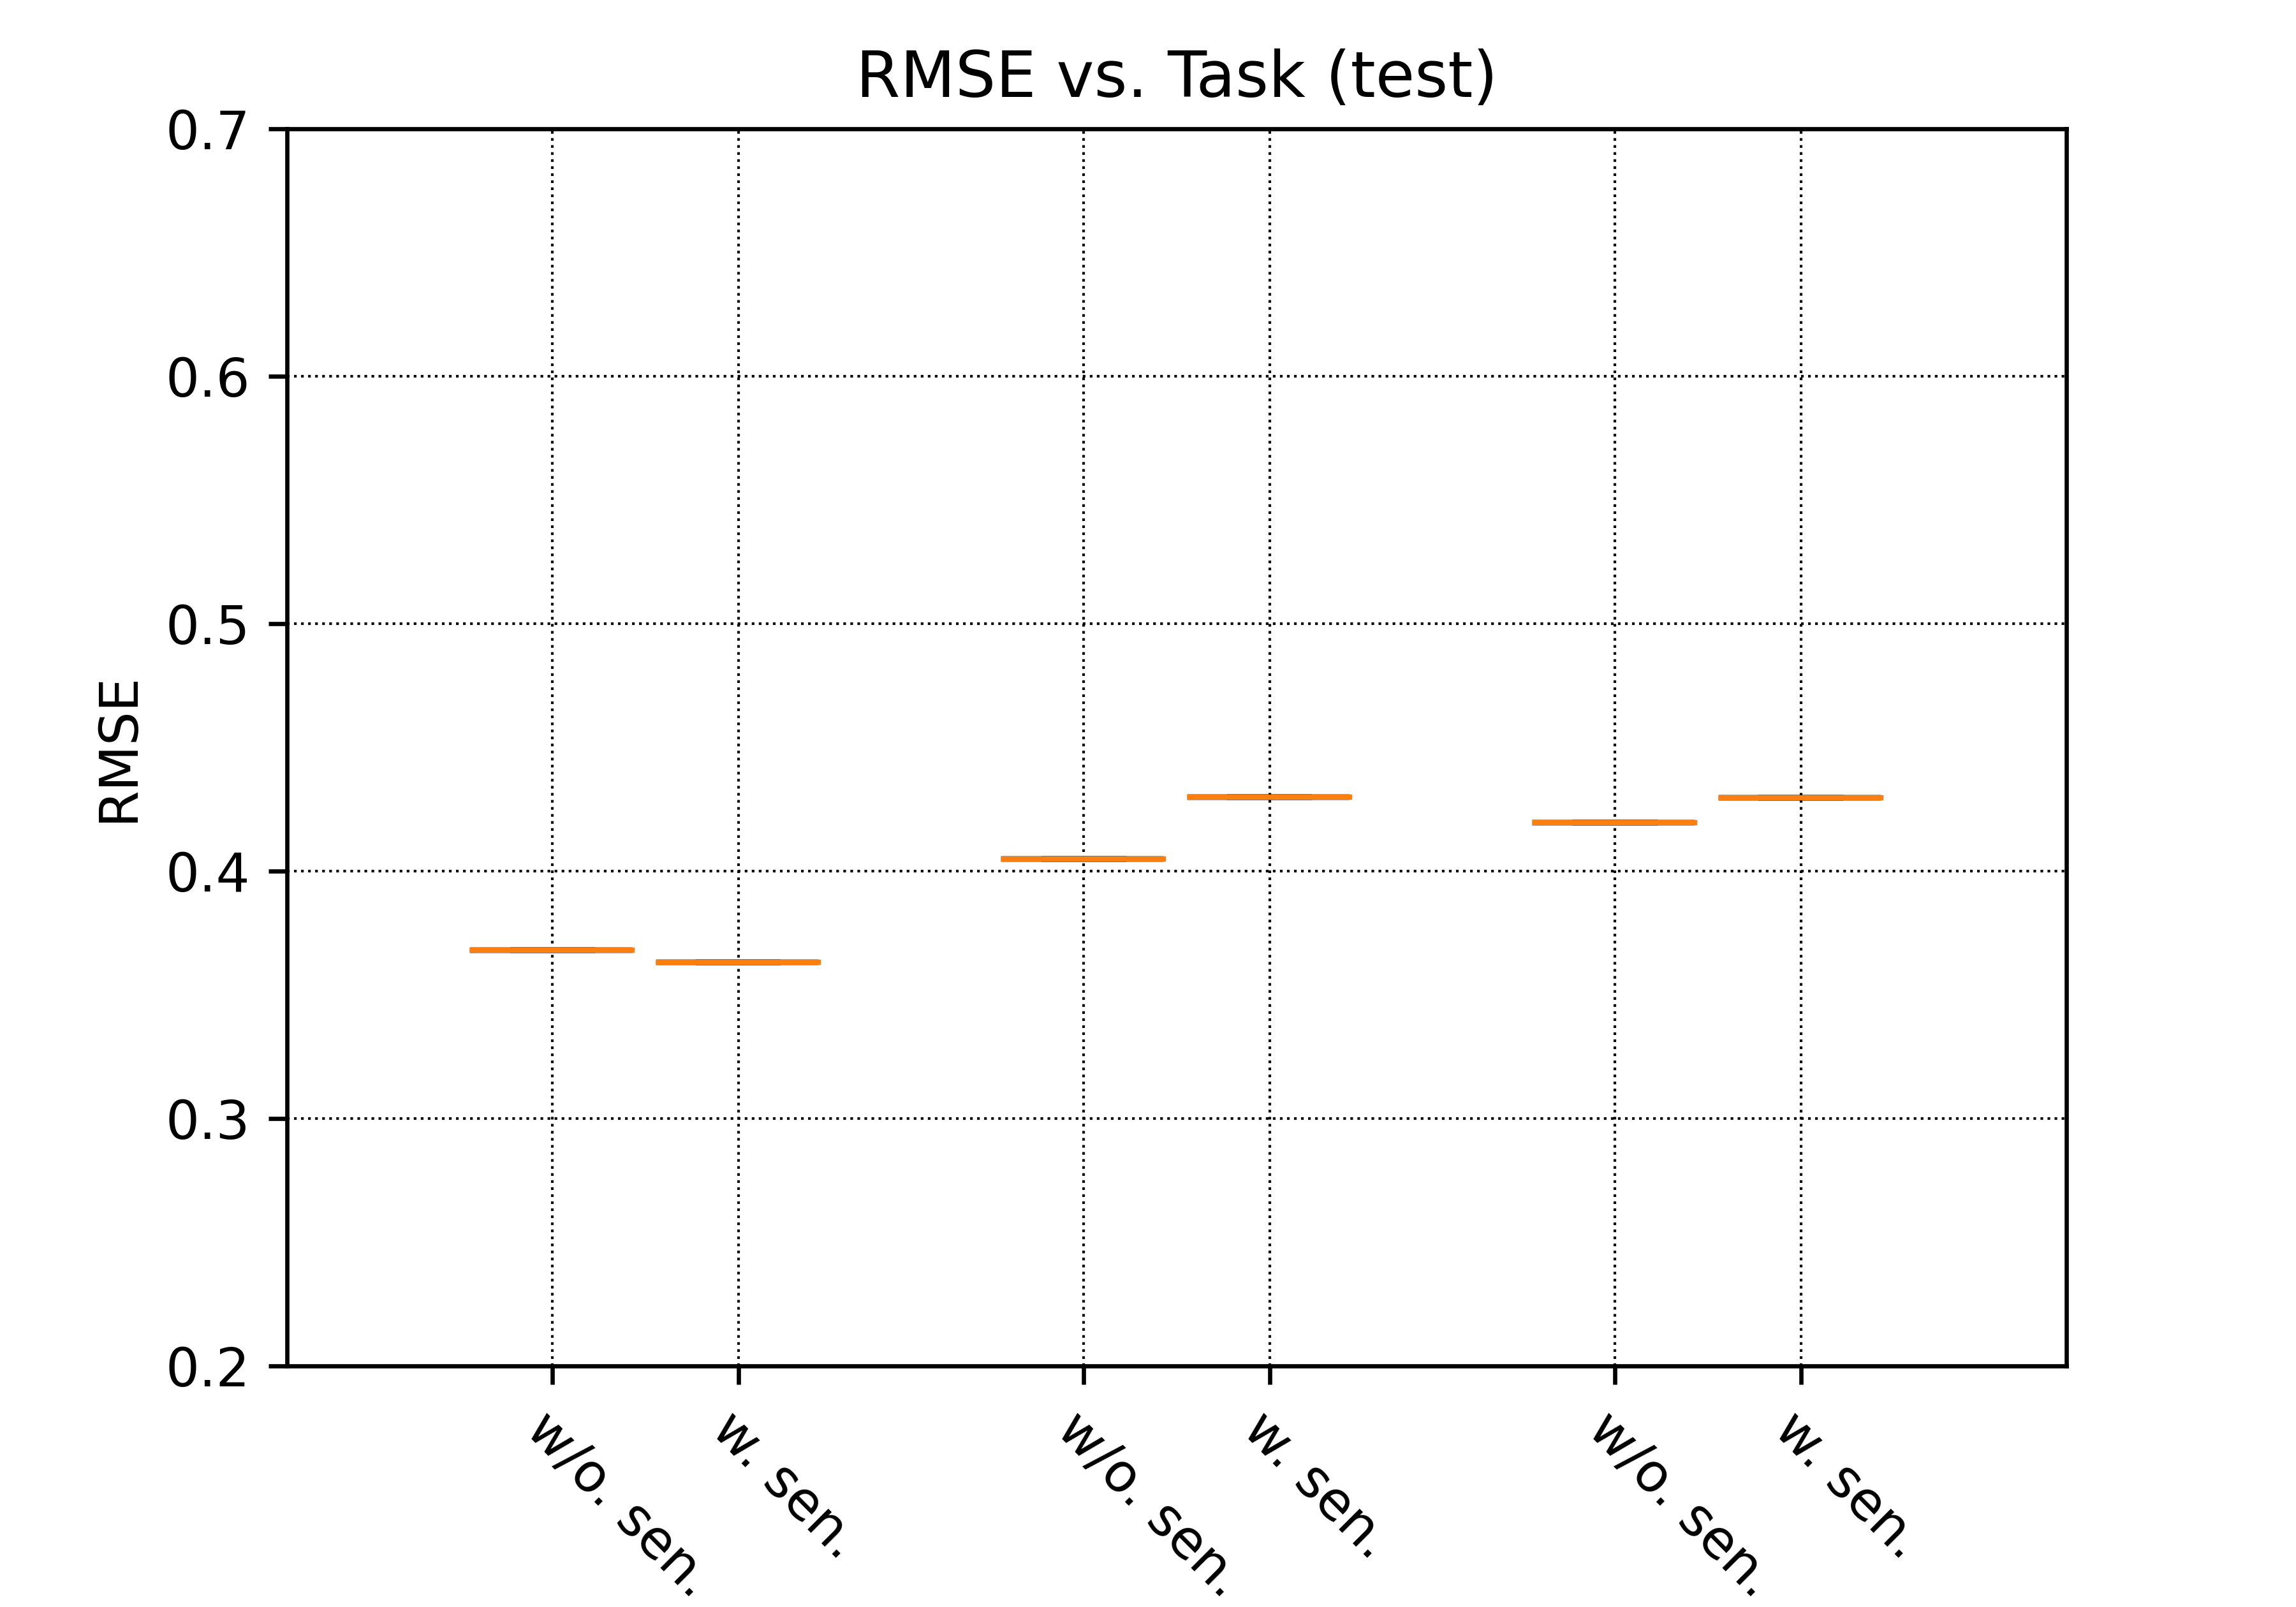 RMSE vs. Task (test)
0.7
0.6
0.5
0.4
0.3
0.2
RMSE
w/o. sen.
w. sen.
w/o. sen.
w. sen.
w/o. sen.
w. sen.